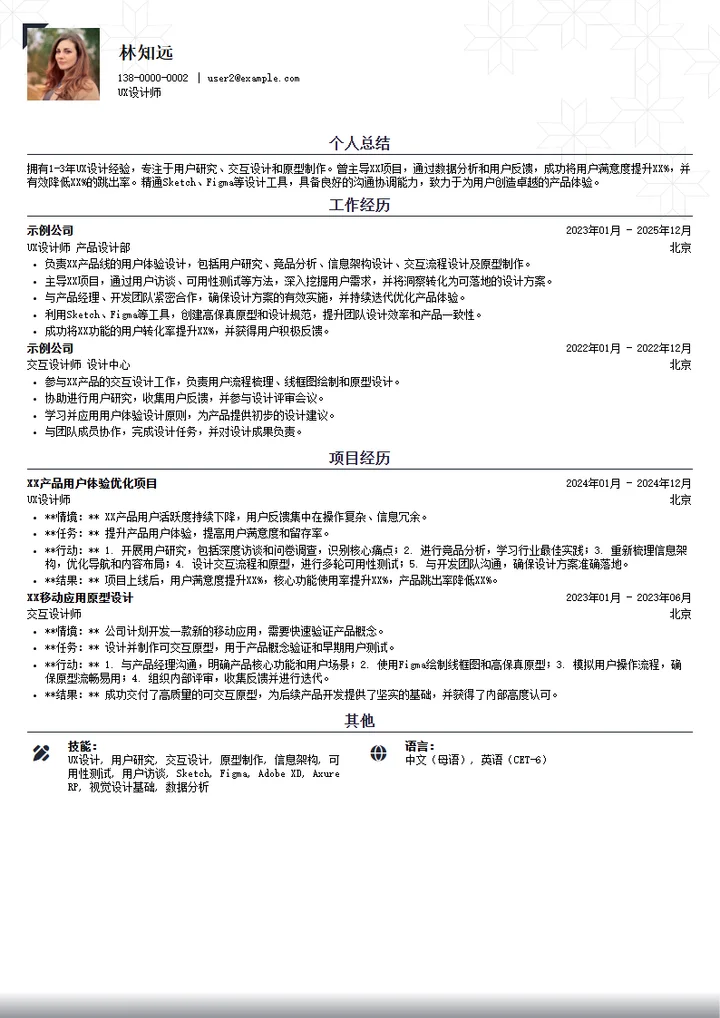 林知远
138-0000-0002 | user2@example.com
UX设计师
个人总结
拥有1-3年UX设计经验，专注于用户研究、交互设计和原型制作。曾主导XX项目，通过数据分析和用户反馈，成功将用户满意度提升XX%，并
有效降低XX%的跳出率。精通Sketch、Figma等设计工具，具备良好的沟通协调能力，致力于为用户创造卓越的产品体验。
工作经历
示例公司 2023年01月 - 2025年12月
UX设计师 产品设计部 北京
• 负责XX产品线的用户体验设计，包括用户研究、竞品分析、信息架构设计、交互流程设计及原型制作。
• 主导XX项目，通过用户访谈、可用性测试等方法，深入挖掘用户需求，并将洞察转化为可落地的设计方案。
• 与产品经理、开发团队紧密合作，确保设计方案的有效实施，并持续迭代优化产品体验。
• 利用Sketch、Figma等工具，创建高保真原型和设计规范，提升团队设计效率和产品一致性。
• 成功将XX功能的用户转化率提升XX%，并获得用户积极反馈。
示例公司 2022年01月 - 2022年12月
交互设计师 设计中心 北京
• 参与XX产品的交互设计工作，负责用户流程梳理、线框图绘制和原型设计。
• 协助进行用户研究，收集用户反馈，并参与设计评审会议。
• 学习并应用用户体验设计原则，为产品提供初步的设计建议。
• 与团队成员协作，完成设计任务，并对设计成果负责。
项目经历
XX产品用户体验优化项目 2024年01月 - 2024年12月
UX设计师 北京
• **情境：** XX产品用户活跃度持续下降，用户反馈集中在操作复杂、信息冗余。
• **任务：** 提升产品用户体验，提高用户满意度和留存率。
• **行动：** 1. 开展用户研究，包括深度访谈和问卷调查，识别核心痛点；2. 进行竞品分析，学习行业最佳实践；3. 重新梳理信息架
构，优化导航和内容布局；4. 设计交互流程和原型，进行多轮可用性测试；5. 与开发团队沟通，确保设计方案准确落地。
• **结果：** 项目上线后，用户满意度提升XX%，核心功能使用率提升XX%，产品跳出率降低XX%。
XX移动应用原型设计 2023年01月 - 2023年06月
交互设计师 北京
• **情境：** 公司计划开发一款新的移动应用，需要快速验证产品概念。
• **任务：** 设计并制作可交互原型，用于产品概念验证和早期用户测试。
• **行动：** 1. 与产品经理沟通，明确产品核心功能和用户场景；2. 使用Figma绘制线框图和高保真原型；3. 模拟用户操作流程，确
保原型流畅易用；4. 组织内部评审，收集反馈并进行迭代。
• **结果：** 成功交付了高质量的可交互原型，为后续产品开发提供了坚实的基础，并获得了内部高度认可。
其他
技能：
UX设计, 用户研究, 交互设计, 原型制作, 信息架构, 可
用性测试, 用户访谈, Sketch, Figma, Adobe XD, Axure
RP, 视觉设计基础, 数据分析
语言：
中文（母语）, 英语（CET-6）